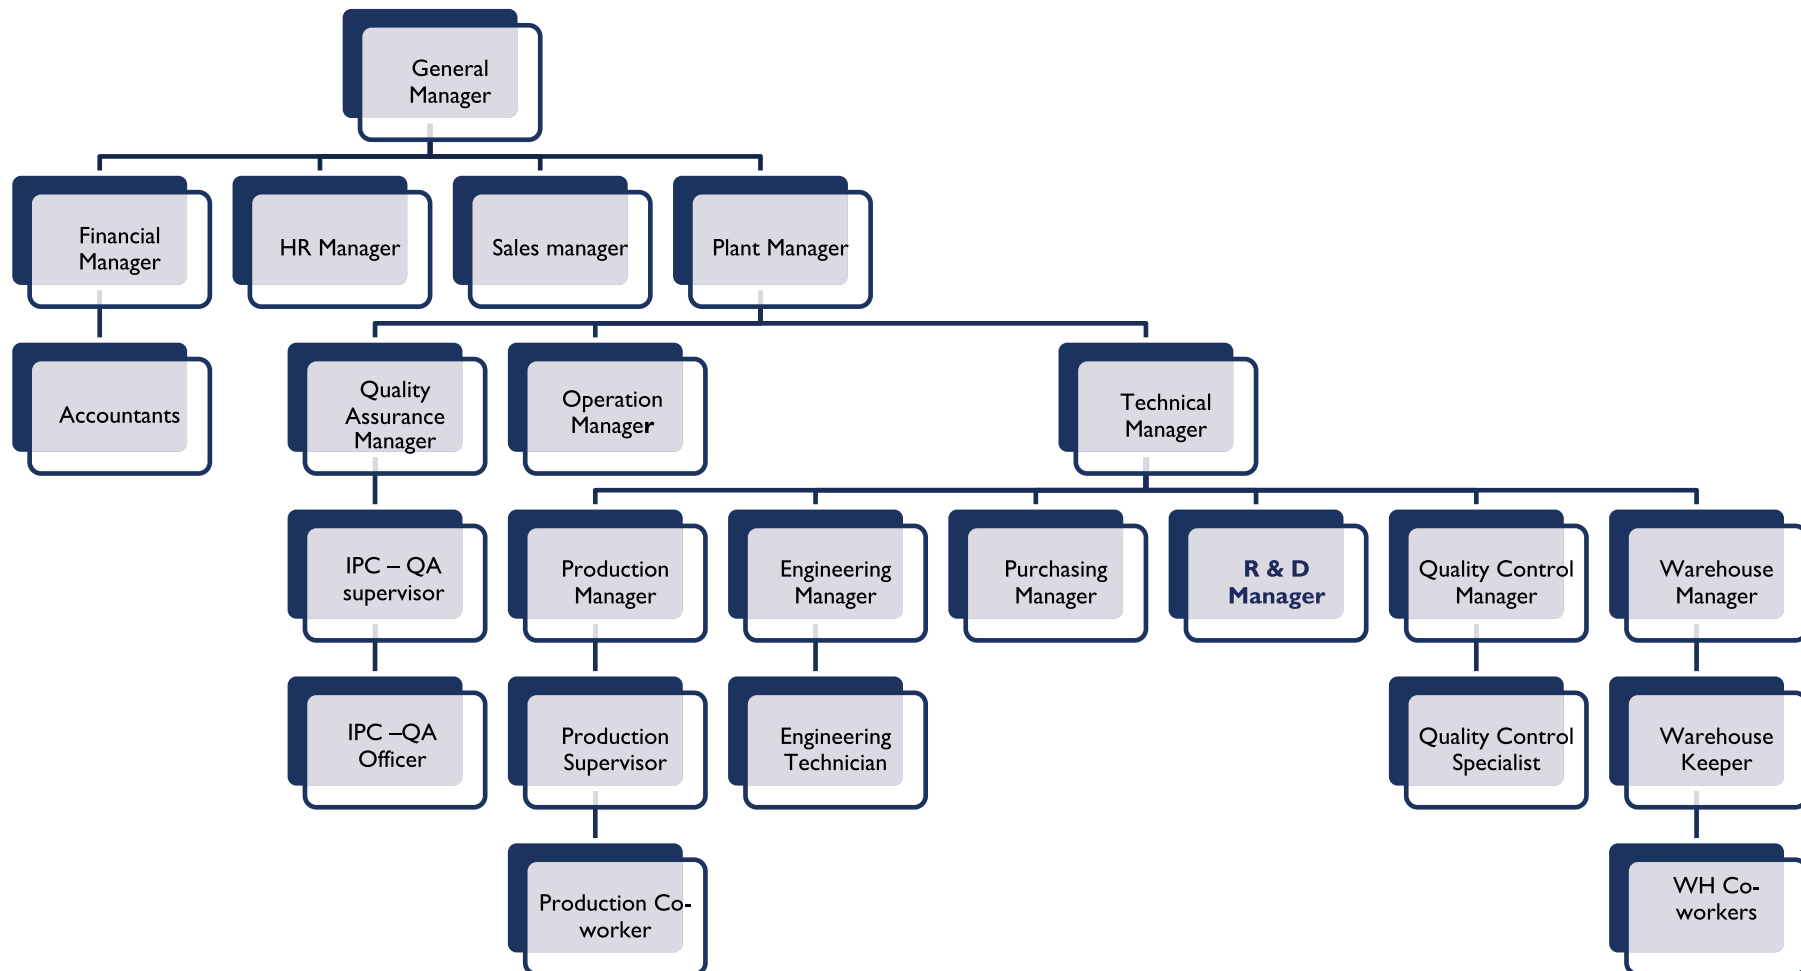 General
Manager
Financial
Manager
HR Manager
Sales manager
Plant Manager
Accountants
Quality
Assurance
Manager
Operation
Manager
Technical
Manager
IPC – QA
supervisor
Production
Manager
Engineering
Manager
Purchasing
Manager
R & D
Manager
Quality Control
Manager
Warehouse
Manager
IPC –QA
Officer
Production
Supervisor
Engineering
Technician
Quality Control
Specialist
Warehouse
Keeper
Production Co-
worker
WH Co-
workers